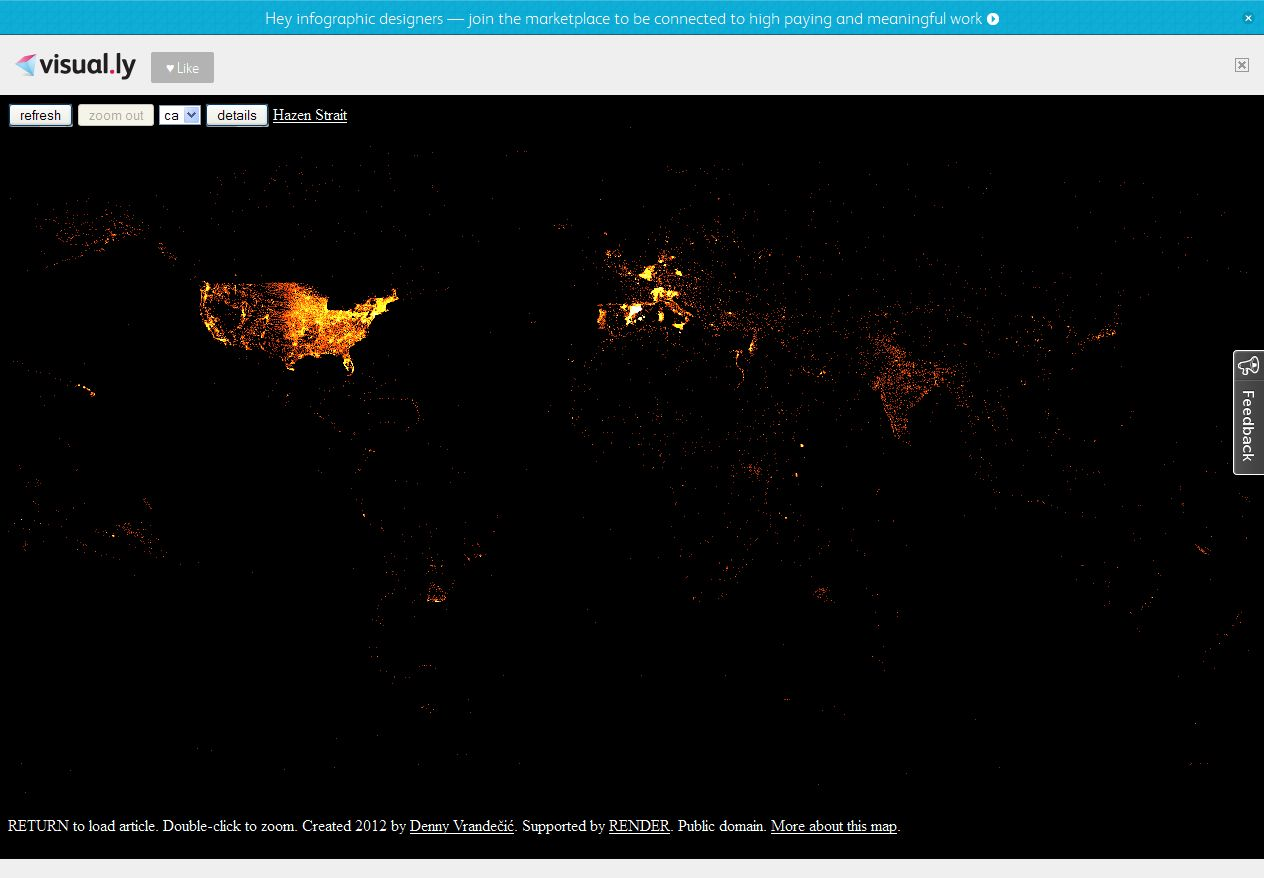 Hey infographic designers — join the marketplace to be connected to high paying and meaningful work
visual.ly ♥ Like
refresh zoom out ca details Hazen Strait
Feedback
RETURN to load article. Double-click to zoom. Created 2012 by Denny Vrandečić. Supported by RENDER. Public domain. More about this map.